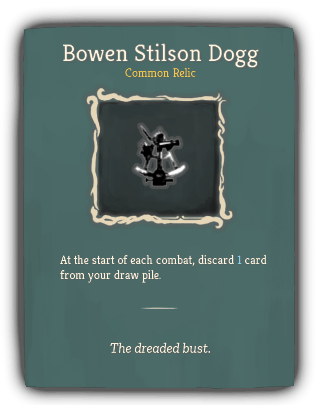 Bowen Stilson Dogg
Common Relic
At the start of each combat, discard 1 card
from your draw pile.
The dreaded bust.